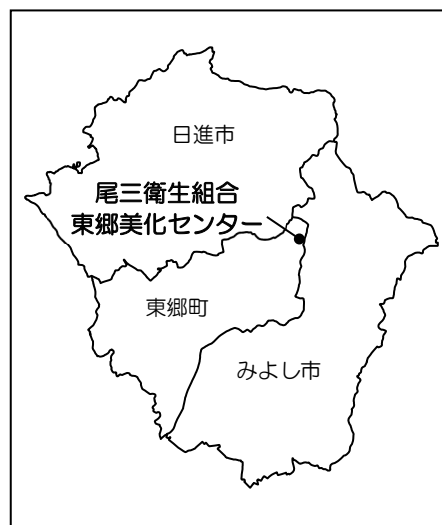 日進市
尾三衛生組合
東郷美化センター
東郷町
みよし市